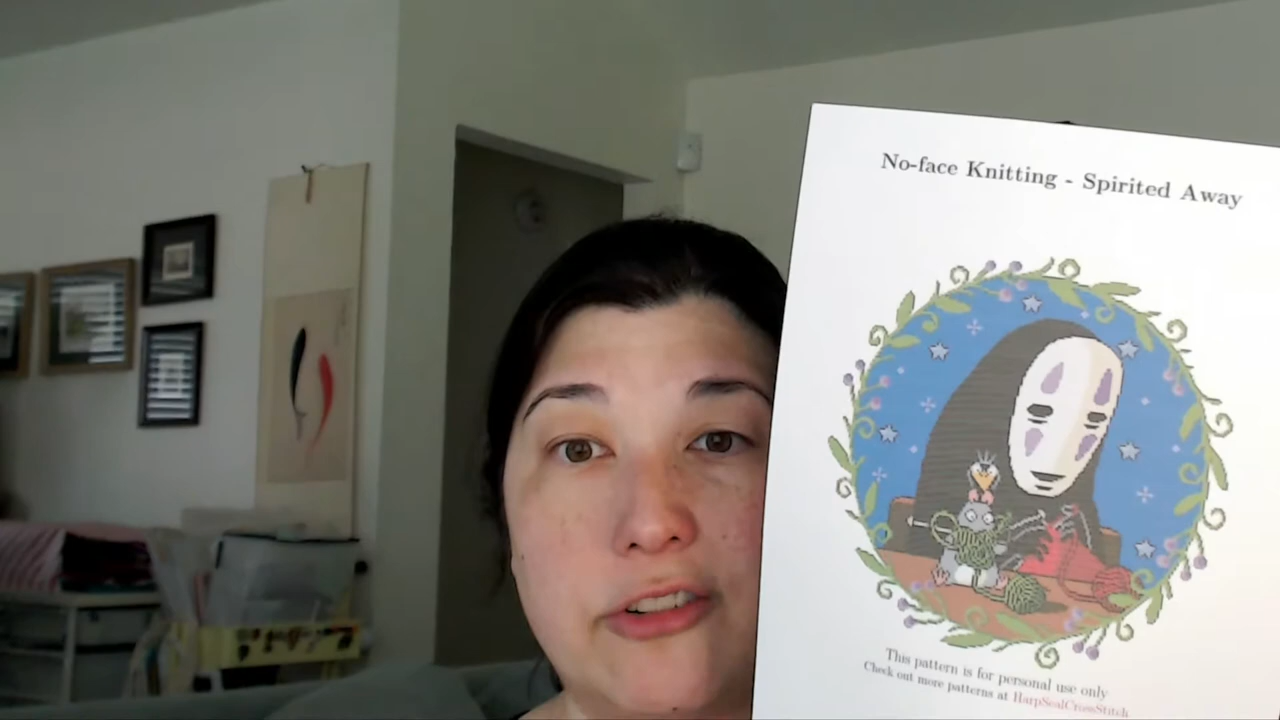 No-face Knitting - Spirited Away
This pattern is for personal use only
Check out more patterns at HarpSealCrossStitch